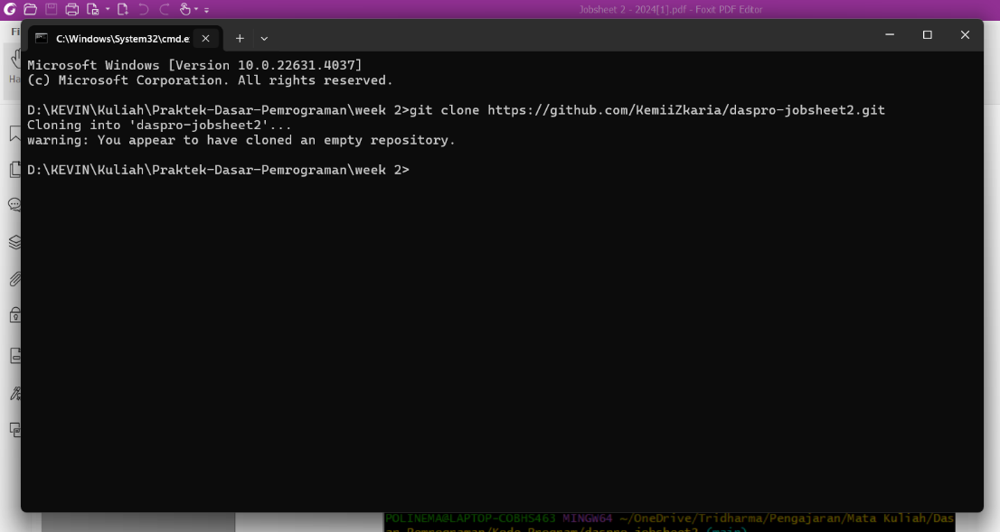 Jobsheet 2 - 2024[1].pdf - Foxit PDF Editor
Fi
C:\Windows\System32\cmd.e:
Ha
Microsoft Windows [Version 10.0.22631.4037]
(c) Microsoft Corporation. All rights reserved.
D:\KEVIN\Kuliah\Praktek-Dasar-Pemrograman\week 2>git clone https://github.com/KemiiZkaria/daspro-jobsheet2.git
Cloning into 'daspro-jobsheet2'...
warning: You appear to have cloned an empty repository.
D:\KEVIN\Kuliah\Praktek-Dasar-Pemrograman\week 2>
POLINEMA@LAPTOP-COBHS463 MINGW64 ~/OneDrive/Tridharma/Pengajaran/Mata Kuliah/Das
ar Pemrograman/Kode Program/daspro-jobsheet2 (main)